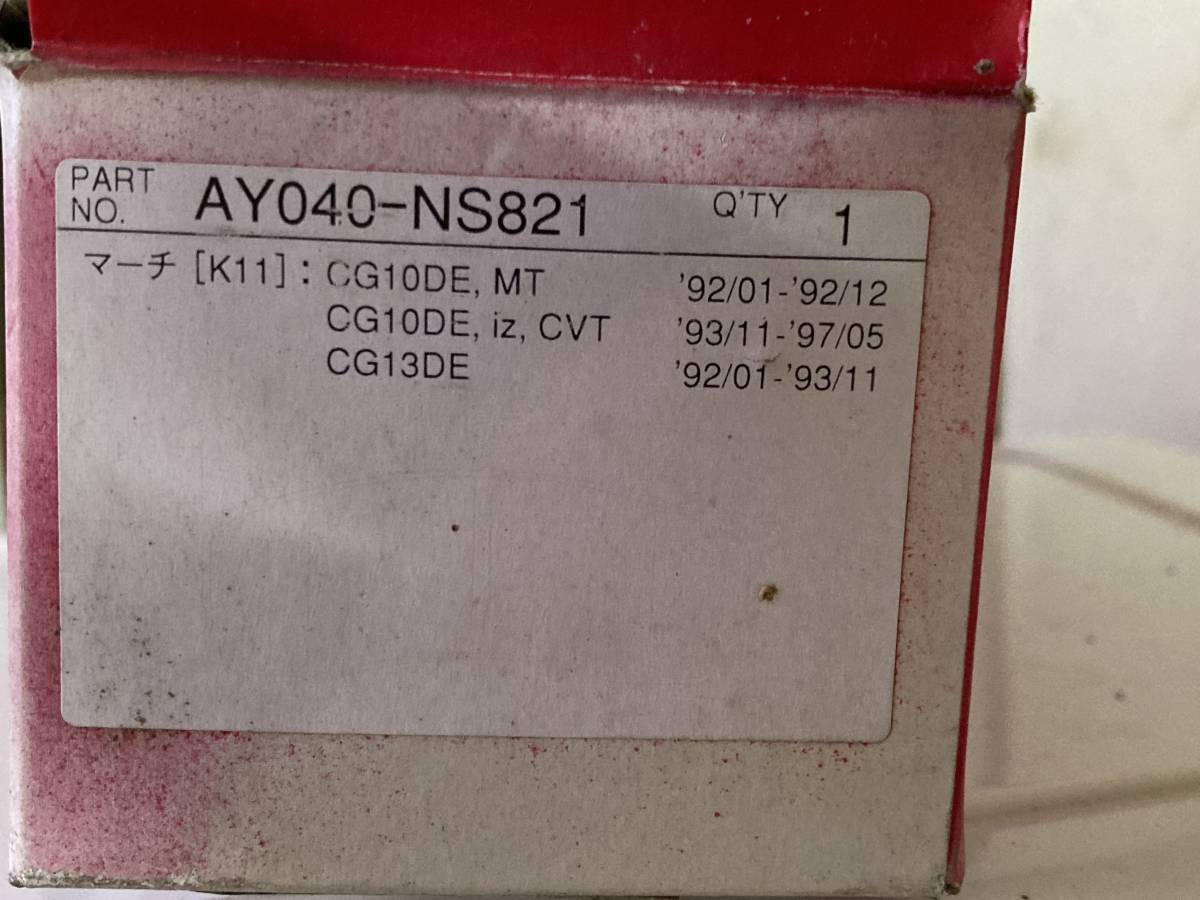 PART NO. AY040-NS821 Q'TY 1
マーチ [K11] : CG10DE, MT '92/01-'92/12
CG10DE, iz, CVT '93/11-'97/05
CG13DE '92/01-'93/11